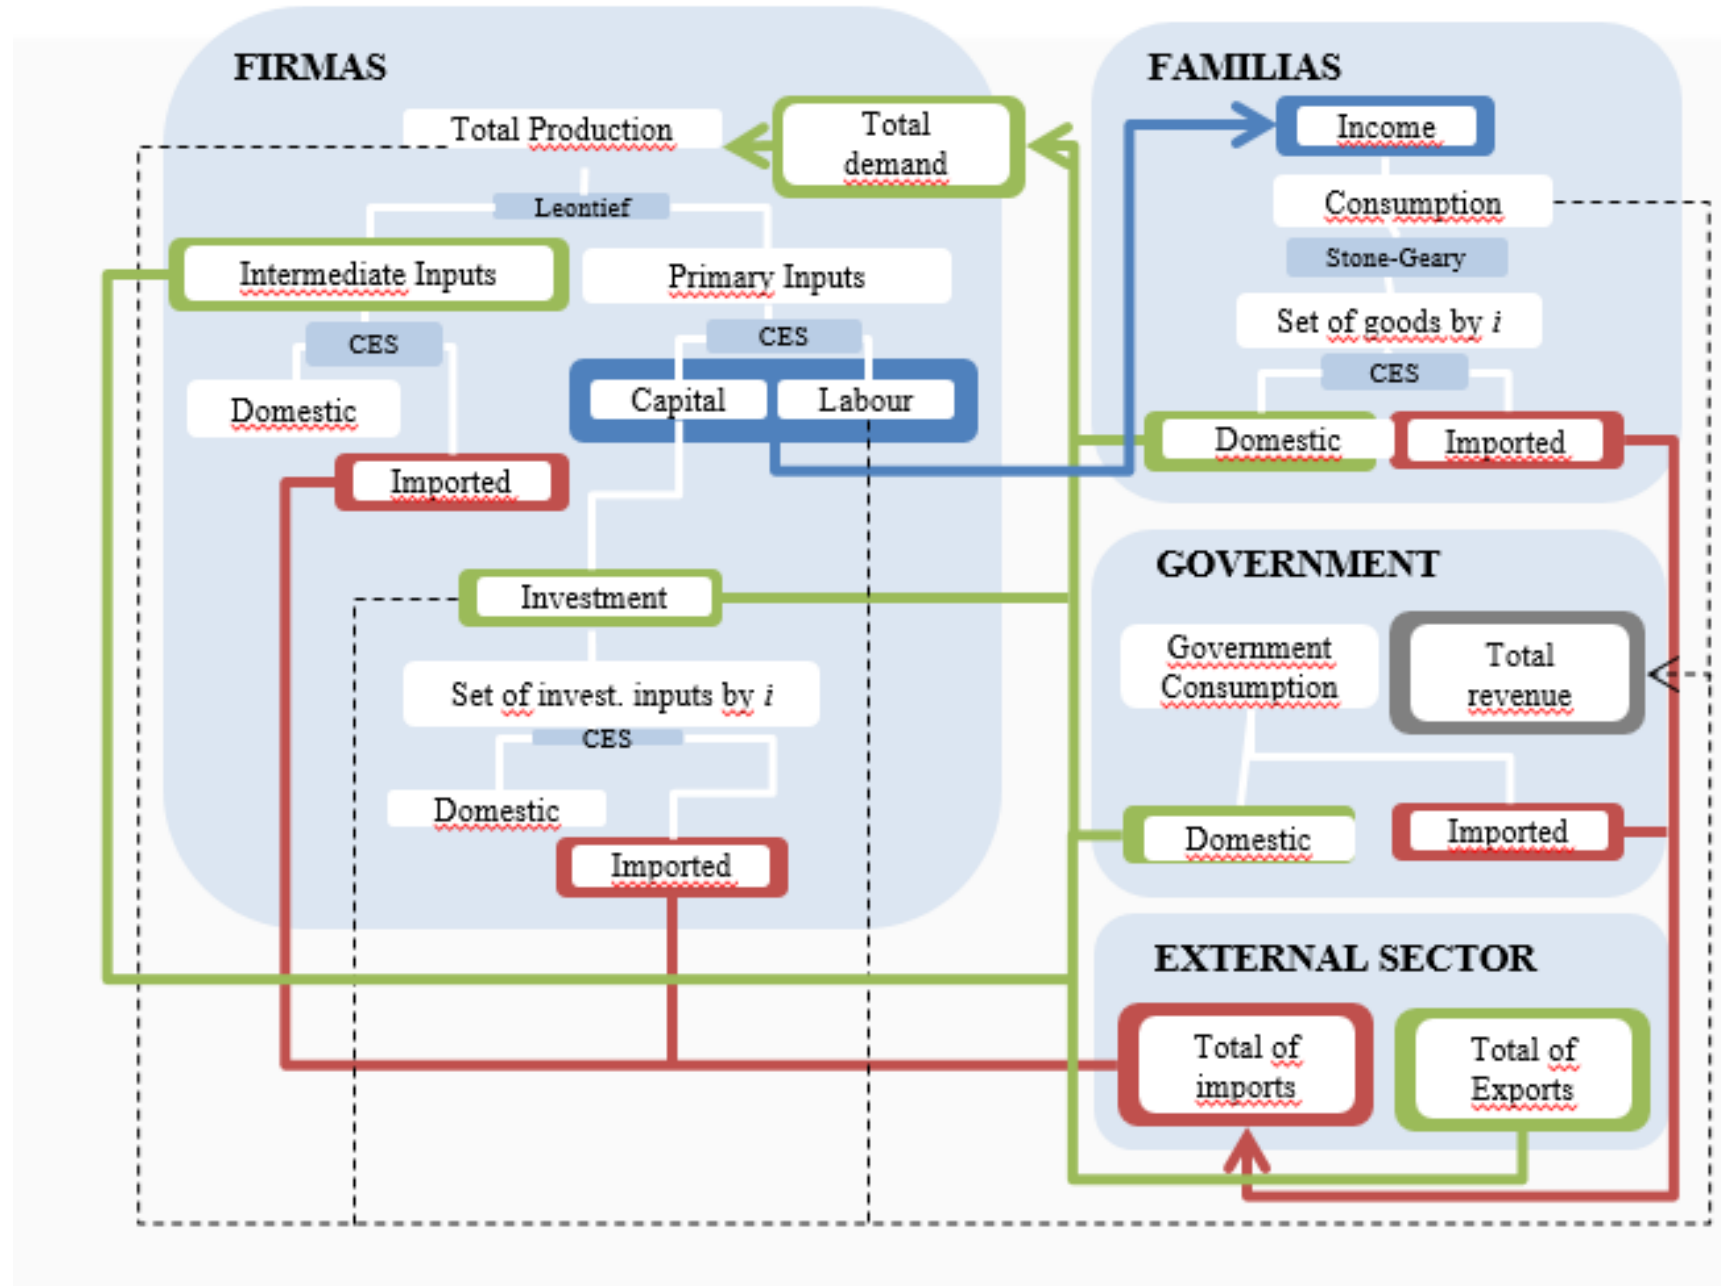 FIRMAS
Total Production
Total
demand
Leontief
Intermediate Inputs
Primary Inputs
CES
CES
Domestic
Capital
Labour
Imported
Investment
Set of invest. inputs by i
CES
Domestic
Imported
FAMILIAS
Income
Consumption
Stone-Geary
Set of goods by i
CES
Domestic
Imported
GOVERNMENT
Government
Consumption
Total
revenue
Domestic
Imported
EXTERNAL SECTOR
Total of
imports
Total of
Exports